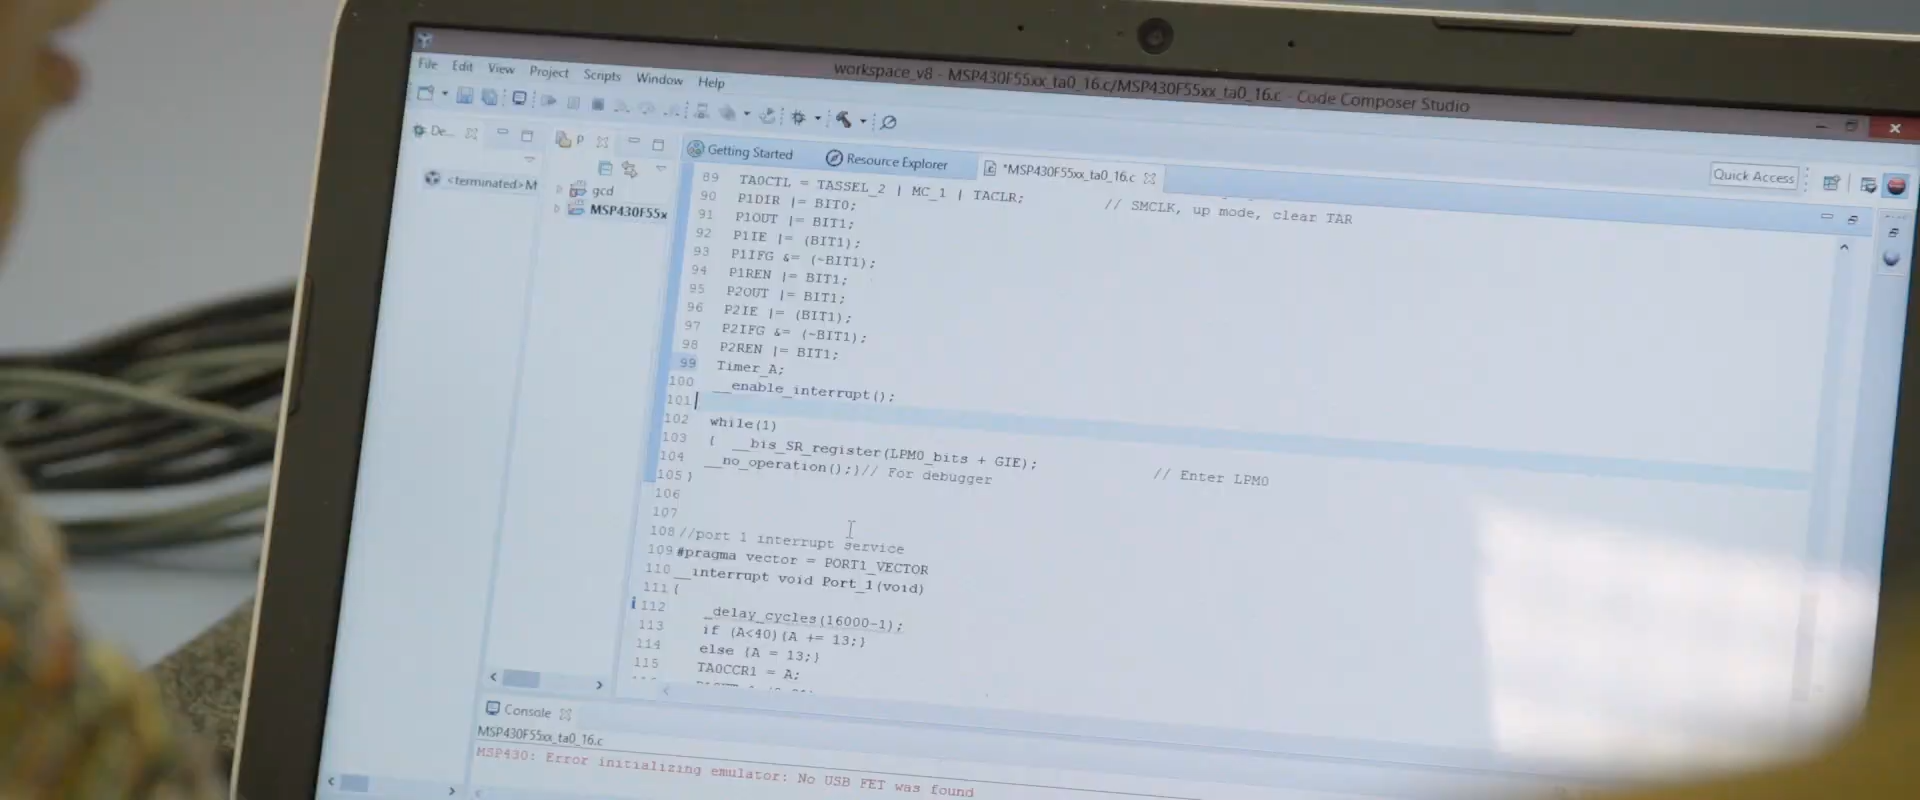 workspace_v8 - MSP430F55xx_ta0_16.c/MSP430F55xx_ta0_16.c - Code Composer Studio
File Edit View Project Scripts Window Help
Quick Access
De...
P
<terminated>M
gcd
MSP430F55x
Getting Started
Resource Explorer
*MSP430F55xx_ta0_16.c
89 TA0CTL = TASSEL_2 | MC_1 | TACLR; // SMCLK, up mode, clear TAR
90 P1DIR |= BIT0;
91 P1OUT |= BIT1;
92 P1IE |= (BIT1);
93 P1IFG &= (~BIT1);
94 P1REN |= BIT1;
95 P2OUT |= BIT1;
96 P2IE |= (BIT1);
97 P2IFG &= (~BIT1);
98 P2REN |= BIT1;
99 Timer_A;
100 __enable_interrupt();
101
102 while(1)
103 { __bis_SR_register(LPM0_bits + GIE); // Enter LPM0
104 __no_operation();}// For debugger
105 }
106
107
108 //port 1 interrupt service
109 #pragma vector = PORT1_VECTOR
110 __interrupt void Port_1(void)
111 {
112 _delay_cycles(16000-1);
113 if (A<40){A += 13;}
114 else {A = 13;}
115 TA0CCR1 = A;
Console
MSP430F55xx_ta0_16.c
MSP430: Error initializing emulator: No USB FET was found